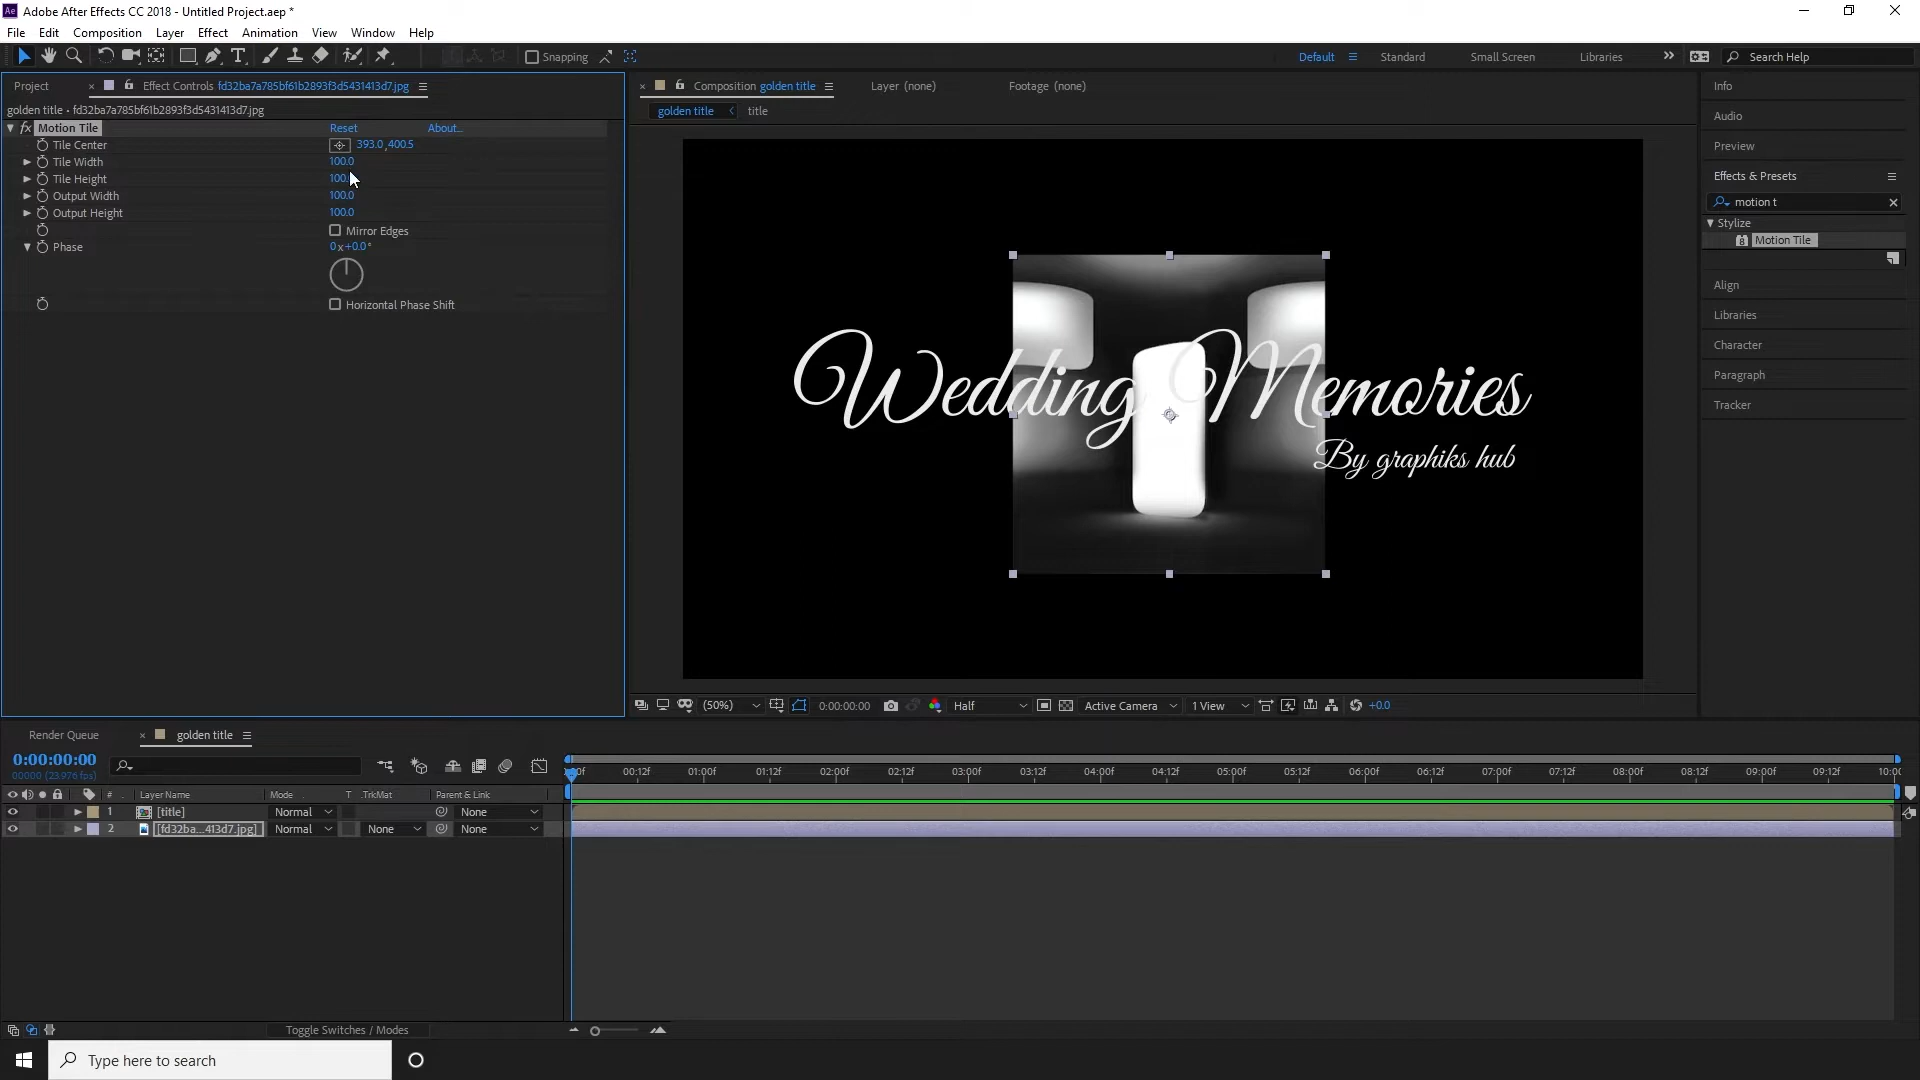 Adobe After Effects CC 2018 - Untitled Project.aep *
File Edit Composition Layer Effect Animation View Window Help
Snapping
Default Standard Small Screen Libraries Search Help
Project Effect Controls fd32ba7a785bf61b2893f3d5431413d7.jpg
golden title - fd32ba7a785bf61b2893f3d5431413d7.jpg
fx Motion Tile Reset About...
Tile Center 393.0,400.5
Tile Width 100.0
Tile Height 100.
Output Width 100.0
Output Height 100.0
Mirror Edges
Phase 0x+0.0°
Horizontal Phase Shift
Composition golden title Layer (none) Footage (none)
golden title title
Wedding Memories
By graphiks hub
(50%) 0:00:00:00 Half Active Camera 1 View +0.0
Info
Audio
Preview
Effects & Presets
motion t
Stylize
Motion Tile
Align
Libraries
Character
Paragraph
Tracker
Render Queue golden title
0:00:00:00
00000 (23.976 fps)
00f 00:12f 01:00f 01:12f 02:00f 02:12f 03:00f 03:12f 04:00f 04:12f 05:00f 05:12f 06:00f 06:12f 07:00f 07:12f 08:00f 08:12f 09:00f 09:12f 10:00
# Layer Name Mode T .TrkMat Parent & Link
1 [title] Normal None
2 [fd32ba...413d7.jpg] Normal None None
Toggle Switches / Modes
Type here to search